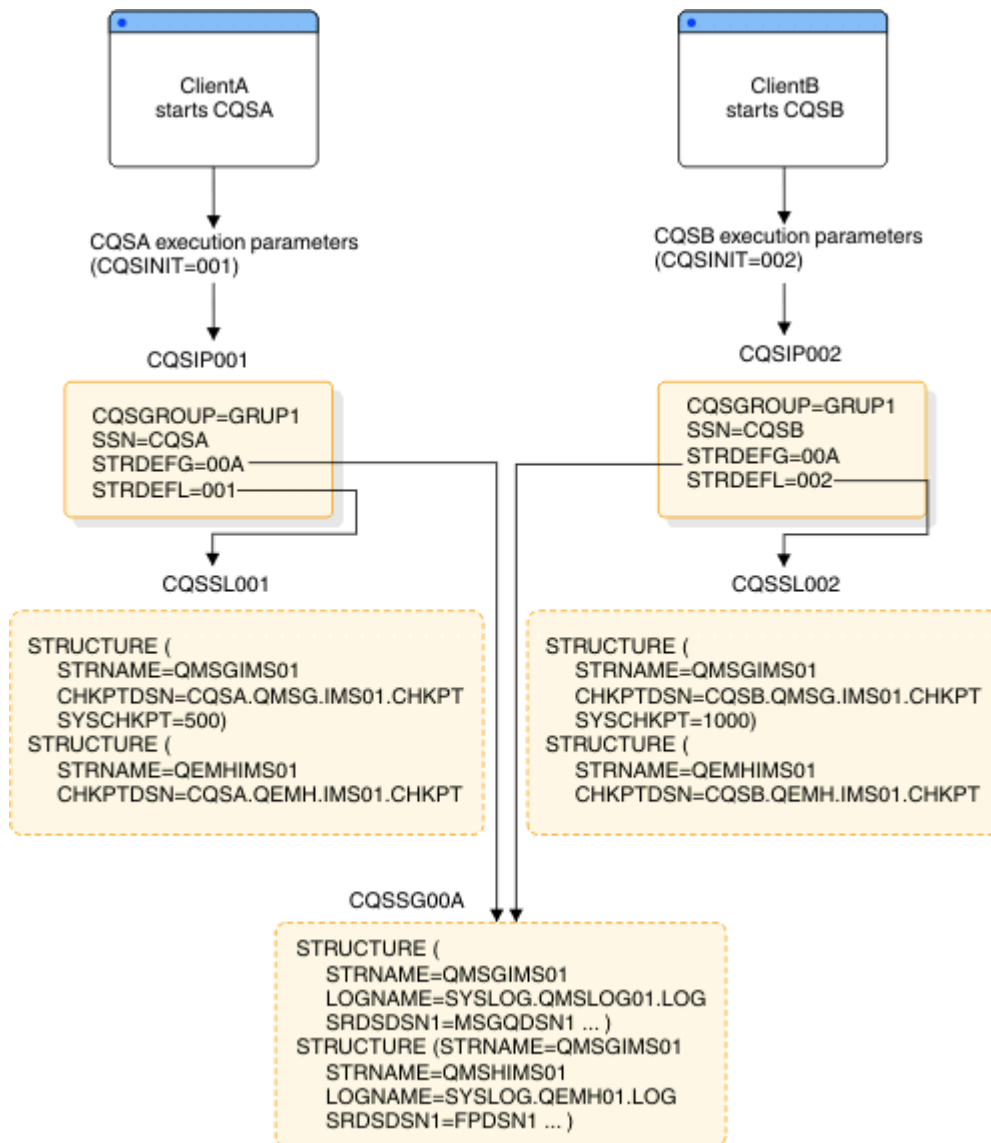 ClientA
starts CQSA
ClientB
starts CQSB
CQSA execution parameters
(CQSINIT=001)
CQSB execution parameters
(CQSINIT=002)
CQSIP001
CQSIP002
CQSGROUP=GRUP1
SSN=CQSA
STRDEFG=00A
STRDEFL=001
CQSGROUP=GRUP1
SSN=CQSB
STRDEFG=00A
STRDEFL=002
CQSSL001
CQSSL002
STRUCTURE (
STRNAME=QMSGIMS01
CHKPTDSN=CQSA.QMSG.IMS01.CHKPT
SYSCHKPT=500)
STRUCTURE (
STRNAME=QEMHIMS01
CHKPTDSN=CQSA.QEMH.IMS01.CHKPT
STRUCTURE (
STRNAME=QMSGIMS01
CHKPTDSN=CQSB.QMSG.IMS01.CHKPT
SYSCHKPT=1000)
STRUCTURE (
STRNAME=QEMHIMS01
CHKPTDSN=CQSB.QEMH.IMS01.CHKPT
CQSSG00A
STRUCTURE (
STRNAME=QMSGIMS01
LOGNAME=SYSLOG.QMSLOG01.LOG
SRDSDSN1=MSGQDSN1 ... )
STRUCTURE (STRNAME=QMSGIMS01
STRNAME=QMSHIMS01
LOGNAME=SYSLOG.QEMH01.LOG
SRDSDSN1=FPDSN1 ... )